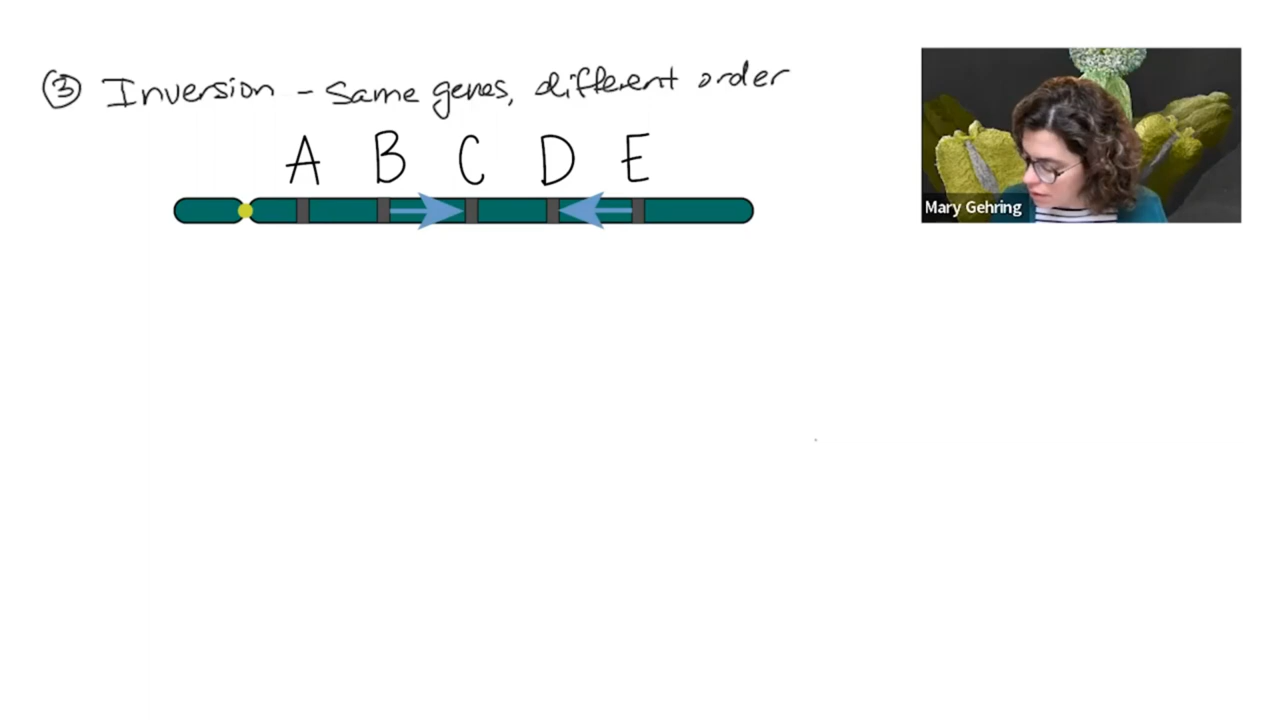 ③ Inversion - Same genes, different order
A B C D E
Mary Gehring